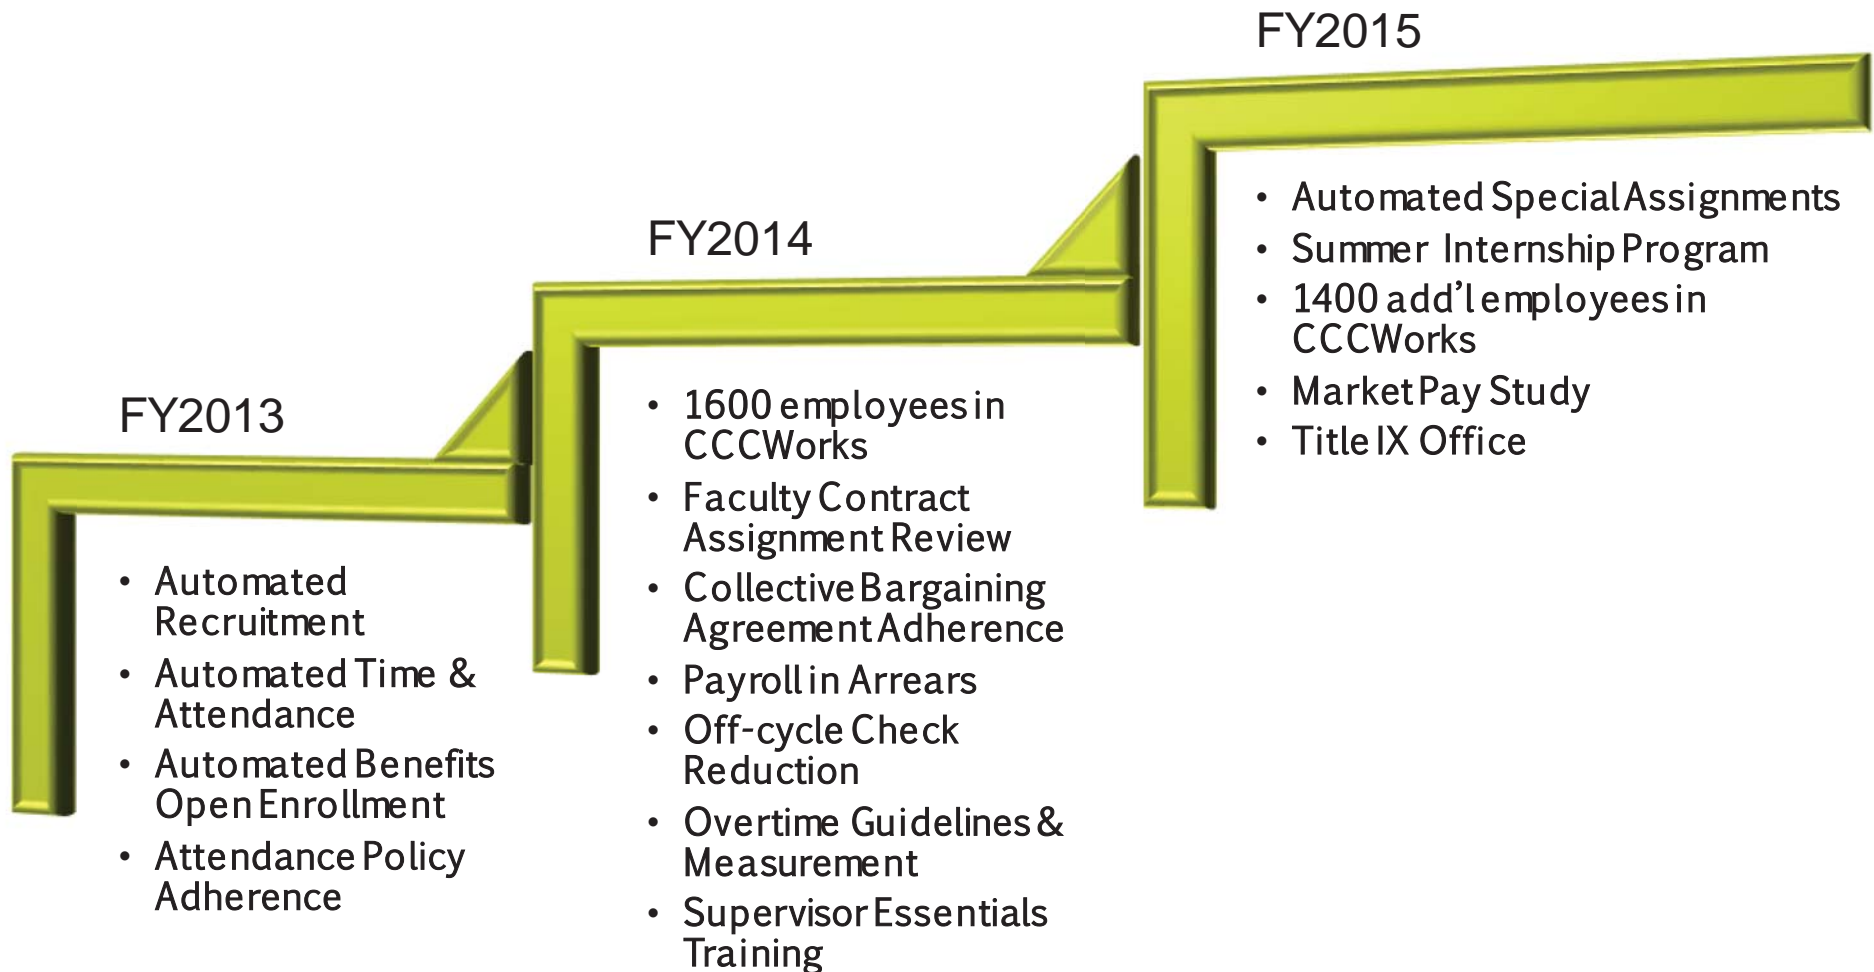 FY2013
• Automated
Recruitment
• Automated Time &
Attendance
• Automated Benefits
Open Enrollment
• Attendance Policy
Adherence
FY2014
• 1600 employees in
CCCWorks
• Faculty Contract
Assignment Review
• Collective Bargaining
Agreement Adherence
• Payroll in Arrears
• Off-cycle Check
Reduction
• Overtime Guidelines &
Measurement
• Supervisor Essentials
Training
FY2015
• Automated Special Assignments
• Summer Internship Program
• 1400 add’l employees in
CCCWorks
• Market Pay Study
• Title IX Office